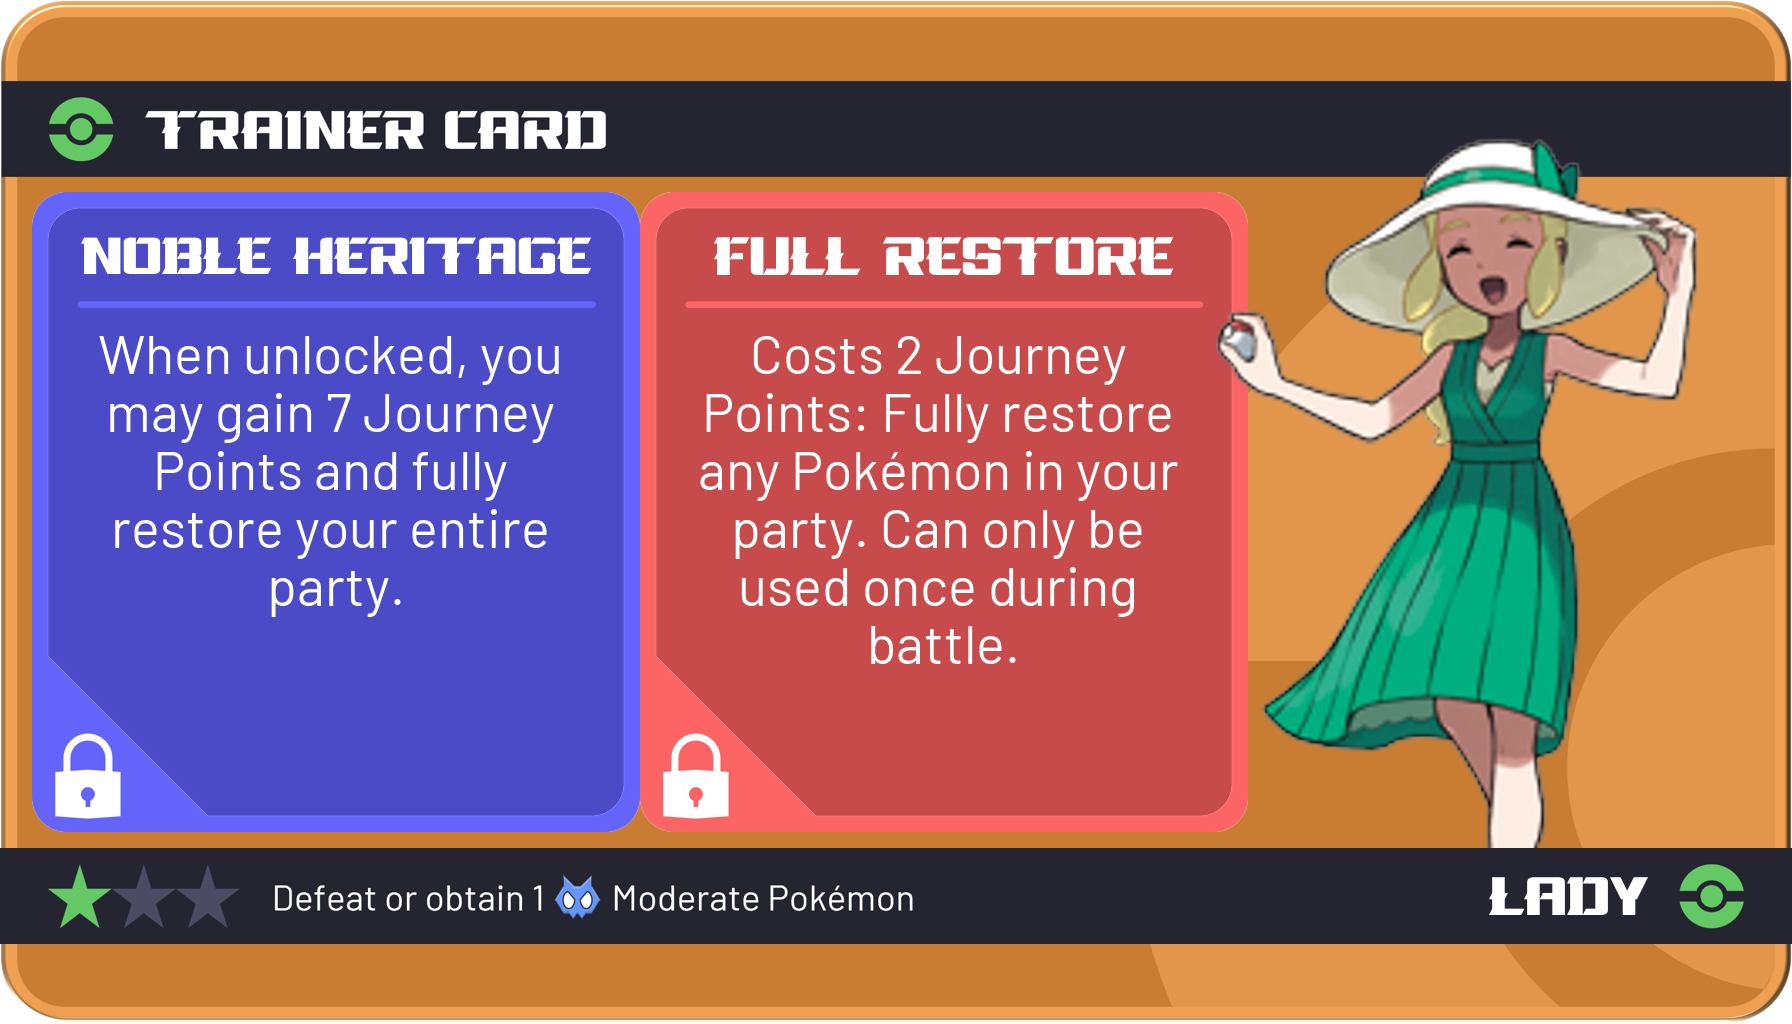 TRAINER CARD
NOBLE HERITAGE
When unlocked, you
may gain 7 Journey
Points and fully
restore your entire
party.
FULL RESTORE
Costs 2 Journey
Points: Fully restore
any Pokémon in your
party. Can only be
used once during
battle.
Defeat or obtain 1 Moderate Pokémon
LADY